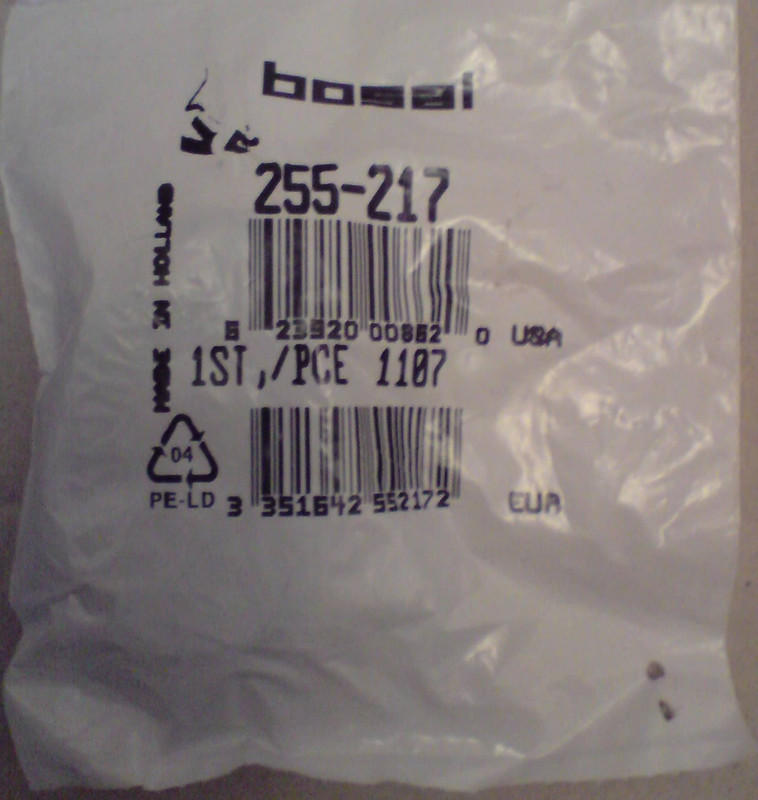 bosal
255-217
MADE IN HOLLAND
6 23920 00862 0 USA
1ST,/PCE 1107
04
PE-LD
3 351642 552172 EUR